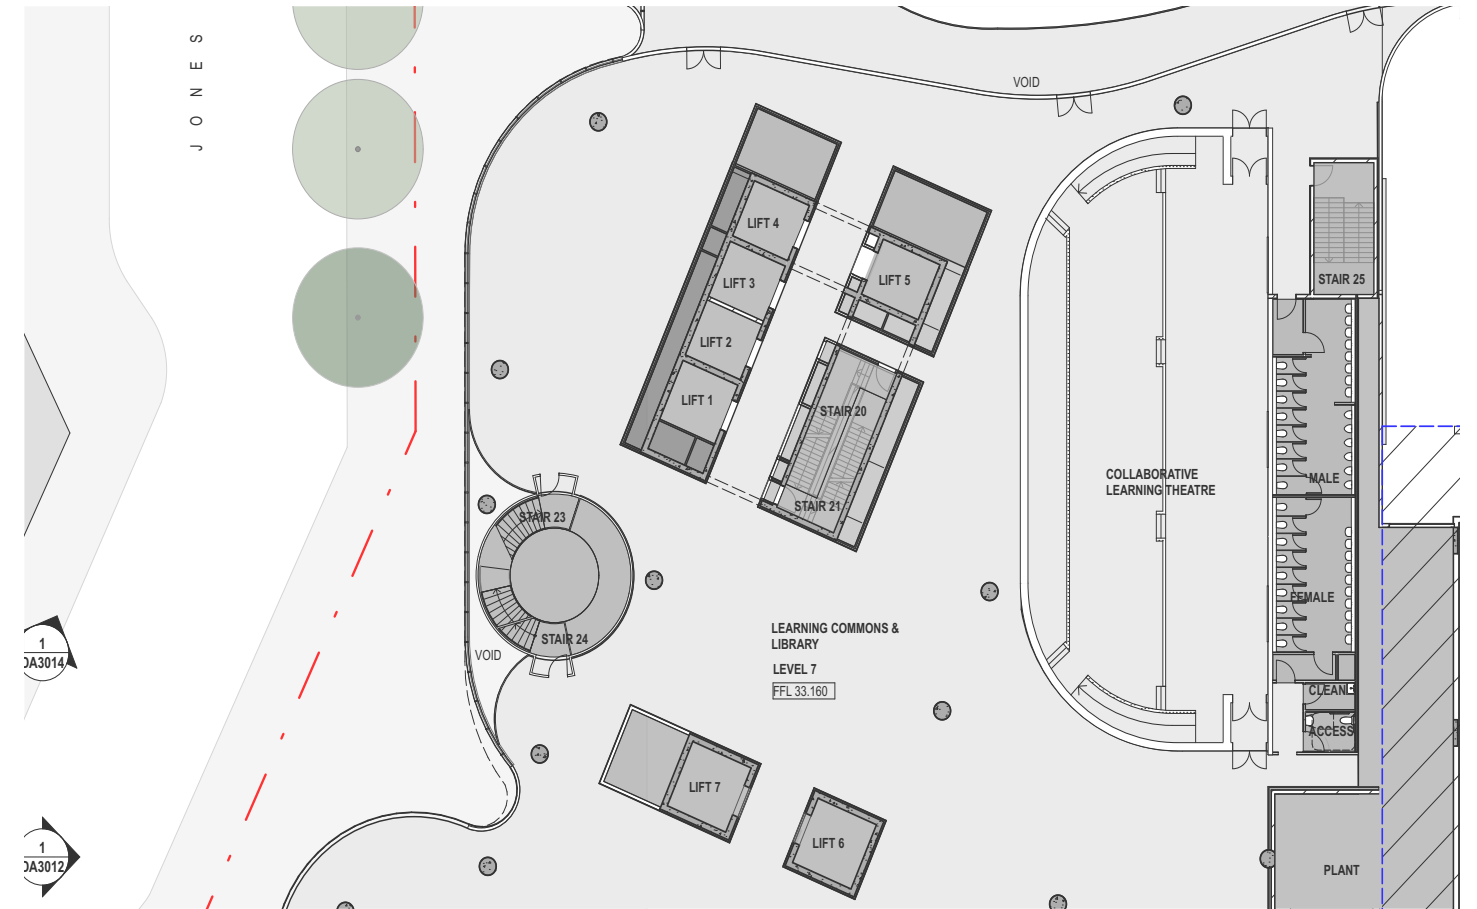 JONES
VOID
LIFT 4
LIFT 3
LIFT 2
LIFT 1
LIFT 5
STAIR 25
STAIR 20
STAIR 21
COLLABORATIVE
LEARNING THEATRE
MALE
STAIR 23
FEMALE
STAIR 24
VOID
LEARNING COMMONS &
LIBRARY
LEVEL 7
FFL 33.160
1
DA3014
CLEAN
ACCESS
LIFT 7
LIFT 6
1
DA3012
PLANT